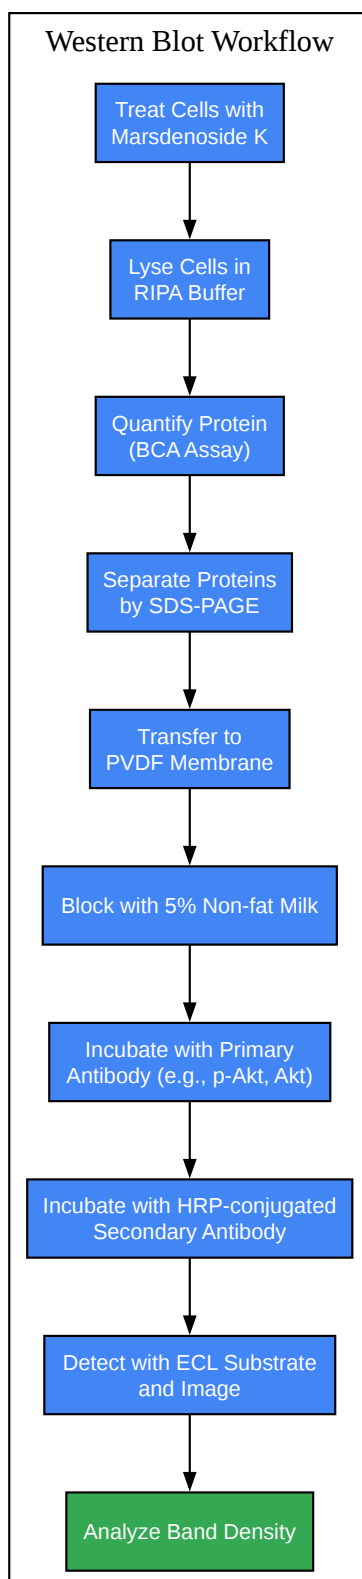 Western Blot Workflow
Treat Cells with
Marsdenoside K
Lyse Cells in
RIPA Buffer
Quantify Protein
(BCA Assay)
Separate Proteins
by SDS-PAGE
Transfer to
PVDF Membrane
Block with 5% Non-fat Milk
Incubate with Primary
Antibody (e.g., p-Akt, Akt)
Incubate with HRP-conjugated
Secondary Antibody
Detect with ECL Substrate
and Image
Analyze Band Density